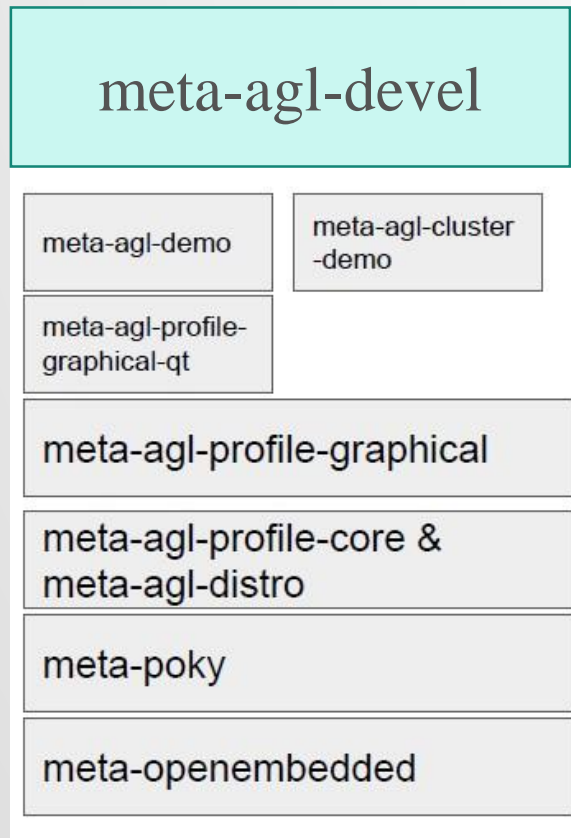 meta-agl-devel
meta-agl-demo
meta-agl-cluster
-demo
meta-agl-profile-
graphical-qt
meta-agl-profile-graphical
meta-agl-profile-core &
meta-agl-distro
meta-poky
meta-openembedded